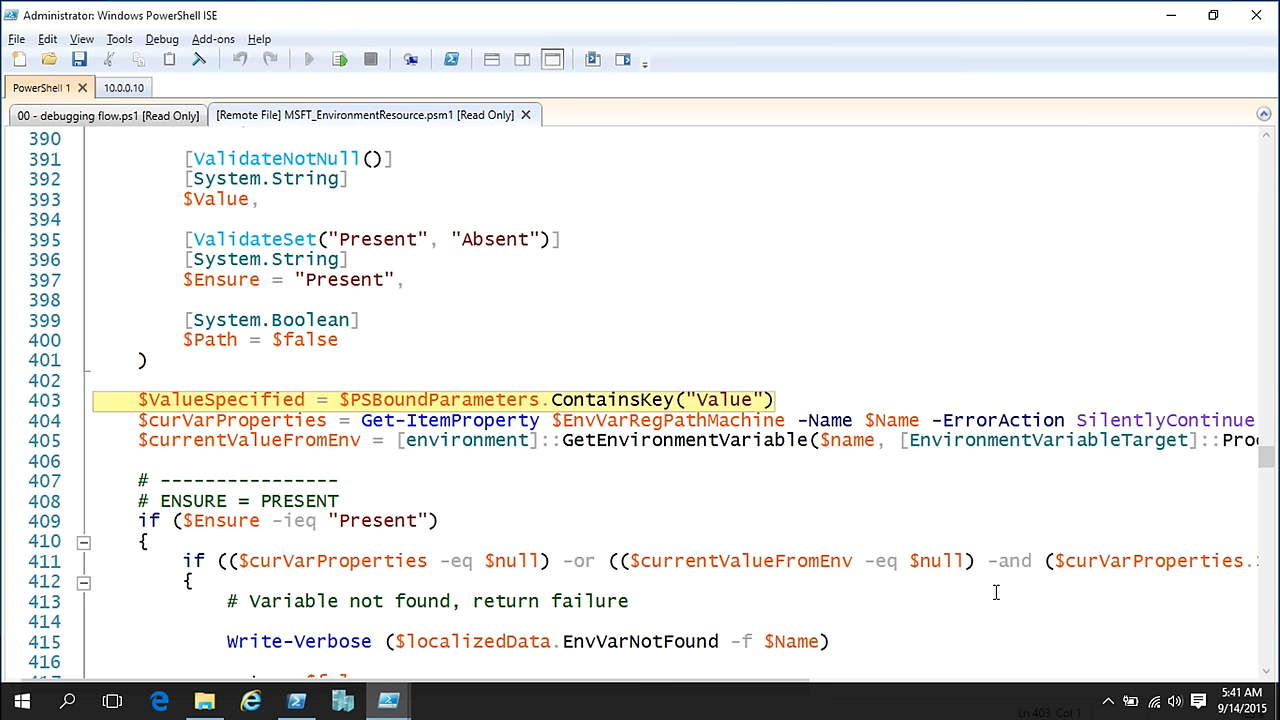 Administrator: Windows PowerShell ISE
File Edit View Tools Debug Add-ons Help
PowerShell 1 10.0.0.10
00 - debugging flow.ps1 [Read Only] [Remote File] MSFT_EnvironmentResource.psm1 [Read Only]
390
391 [ValidateNotNull()]
392 [System.String]
393 $Value,
394
395 [ValidateSet("Present", "Absent")]
396 [System.String]
397 $Ensure = "Present",
398
399 [System.Boolean]
400 $Path = $false
401 )
402
403 $ValueSpecified = $PSBoundParameters.ContainsKey("Value")
404 $curVarProperties = Get-ItemProperty $EnvVarRegPathMachine -Name $Name -ErrorAction SilentlyContinue
405 $currentValueFromEnv = [environment]::GetEnvironmentVariable($name, [EnvironmentVariableTarget]::Proc
406
407 # ----------------
408 # ENSURE = PRESENT
409 if ($Ensure -ieq "Present")
410 {
411 if (($curVarProperties -eq $null) -or (($currentValueFromEnv -eq $null) -and ($curVarProperties.
412 {
413 # Variable not found, return failure
414
415 Write-Verbose ($localizedData.EnvVarNotFound -f $Name)
416
Ln 403 Col 1
5:41 AM
9/14/2015